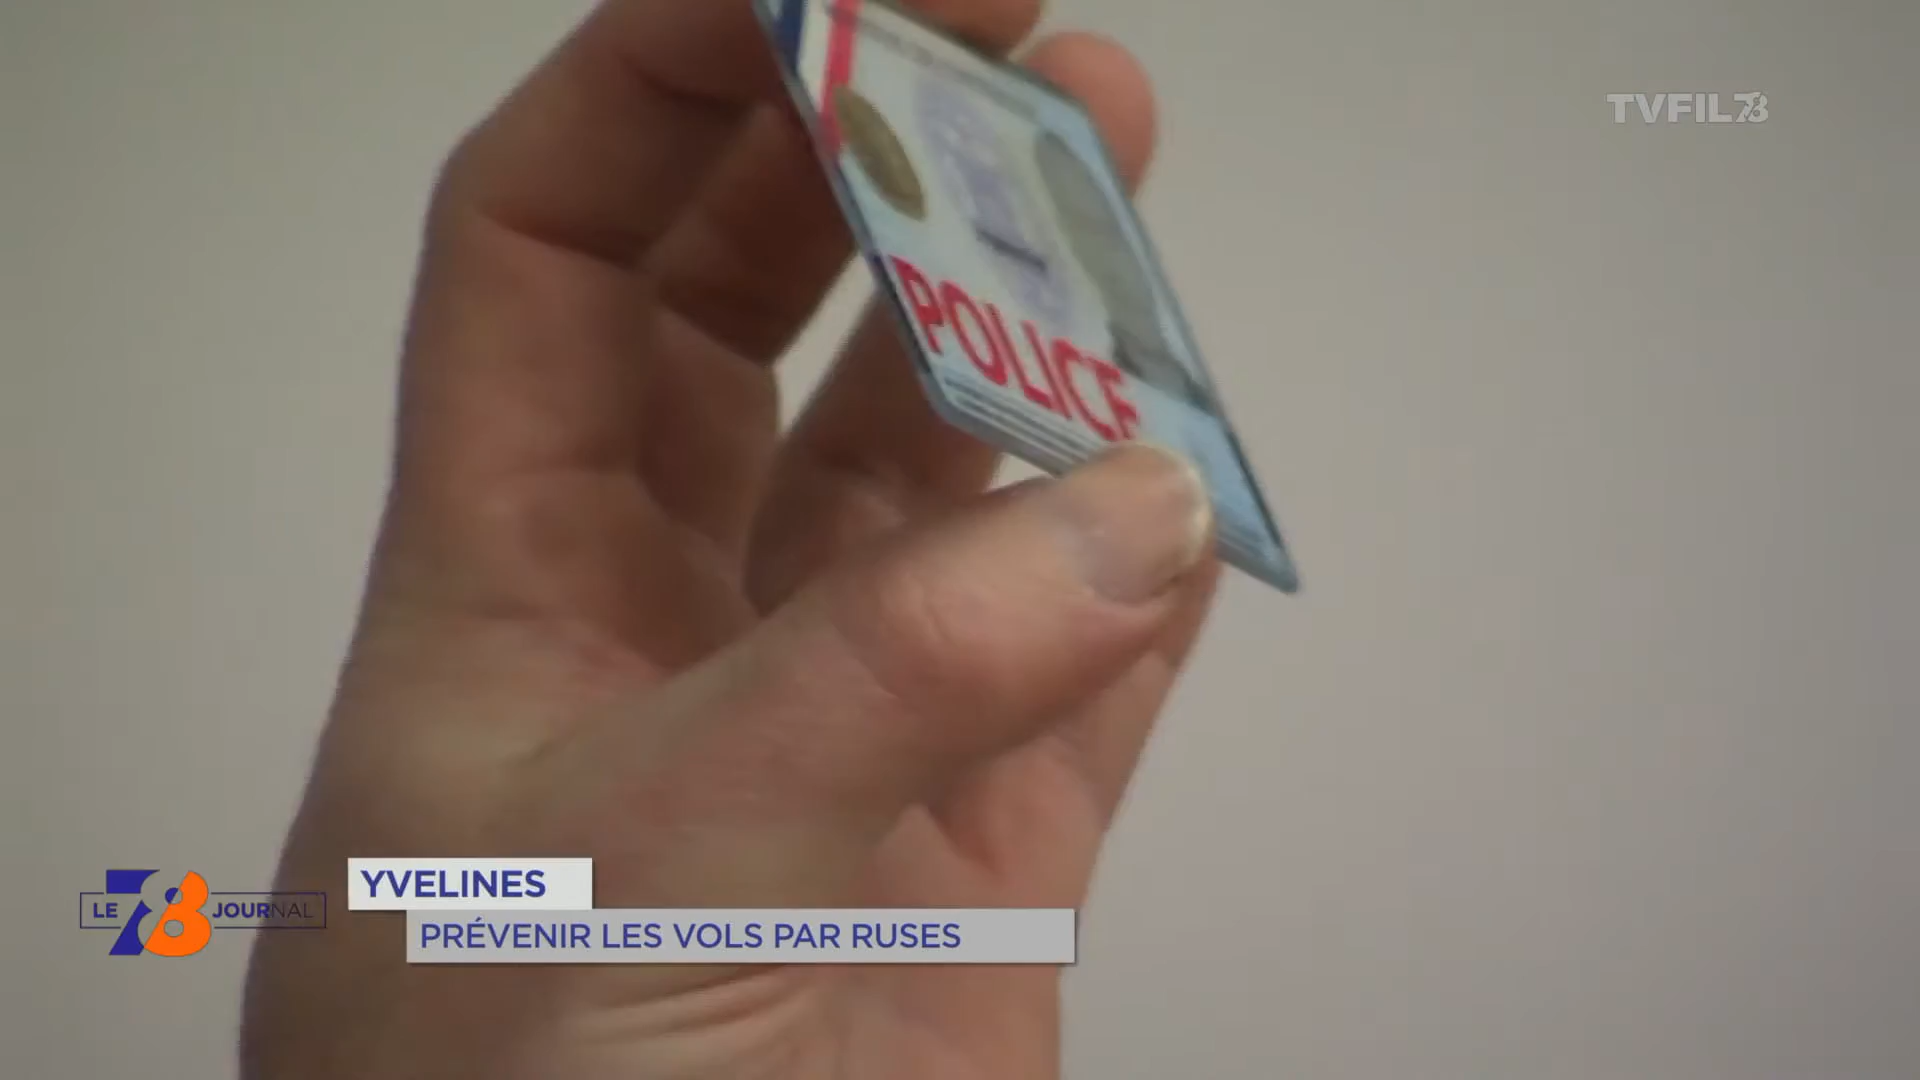 TVFIL78
POLICE
YVELINES
LE 78 JOURNAL
PRÉVENIR LES VOLS PAR RUSES